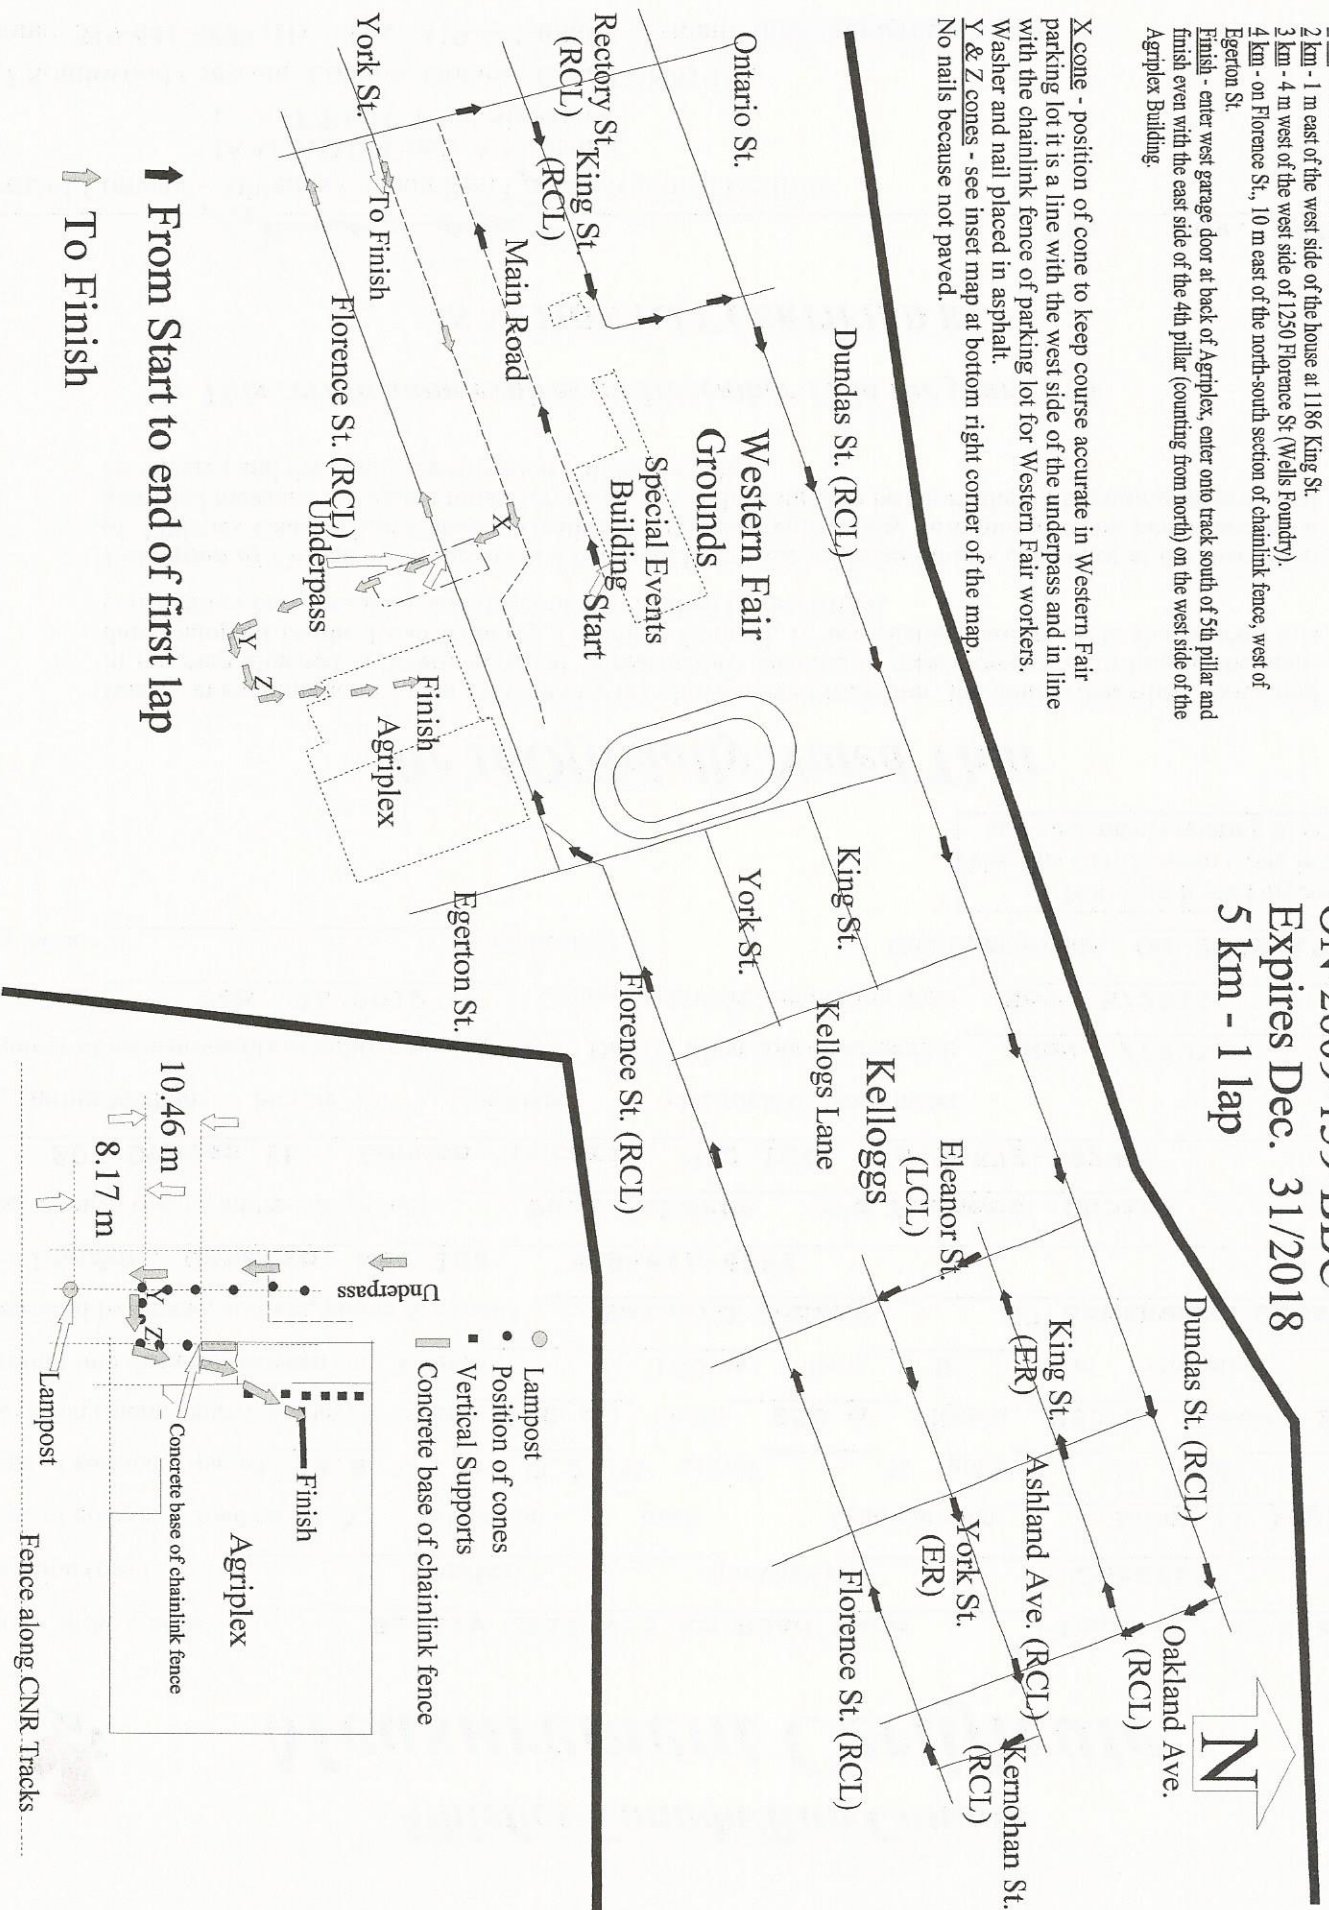 2 km - 1 m east of the west side of the house at 1186 King St.
3 km - 4 m west of the west side of 1250 Florence St (Wells Foundry).
4 km - on Florence St., 10 m east of the north-south section of chainlink fence, west of
Egerton St.
Finish - enter west garage door at back of Agriplex, enter onto track south of 5th pillar and
finish even with the east side of the 4th pillar (counting from north) on the west side of the
Agriplex Building.
X cone - position of cone to keep course accurate in Western Fair
parking lot it is a line with the west side of the underpass and in line
with the chainlink fence of parking lot for Western Fair workers.
Washer and nail placed in asphalt.
Y & Z cones - see inset map at bottom right corner of the map.
No nails because not paved.
Expires Dec. 31/2018
5 km - 1 lap
N
Ontario St.
Rectory St.
(RCL)
King St.
(RCL)
York St.
To Finish
Main Road
Florence St. (RCL)
Underpass
Dundas St. (RCL)
Western Fair
Grounds
Special Events
Building
Start
X
Y
Z
Finish
Agriplex
From Start to end of first lap
To Finish
King St.
York St.
Egerton St.
Florence St. (RCL)
Kellogs Lane
Kelloggs
Eleanor St.
(LCL)
Dundas St. (RCL)
King St.
(ER)
Ashland Ave. (RCL)
York St.
(ER)
Florence St. (RCL)
Oakland Ave.
(RCL)
Kernohan St.
(RCL)
10.46 m
8.17 m
Underpass
Lampost
Position of cones
Vertical Supports
Concrete base of chainlink fence
Y
Z
Finish
Agriplex
Concrete base of chainlink fence
Lampost
Fence along CNR Tracks